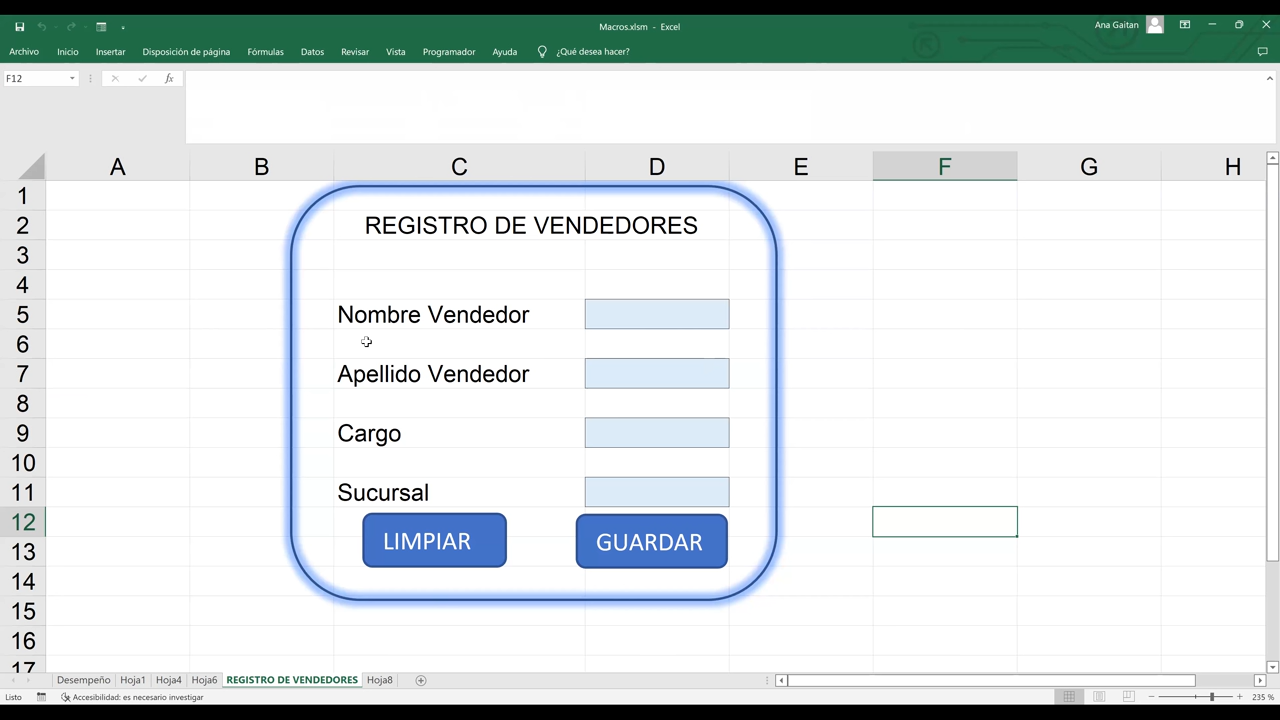 Macros.xlsm - Excel
Ana Gaitan
Archivo Inicio Insertar Disposición de página Fórmulas Datos Revisar Vista Programador Ayuda ¿Qué desea hacer?
F12 fx
A B C D E F G H
1
2 REGISTRO DE VENDEDORES
3
4
5 Nombre Vendedor
6
7 Apellido Vendedor
8
9 Cargo
10
11 Sucursal
12
13 LIMPIAR GUARDAR
14
15
16
17
Desempeño Hoja1 Hoja4 Hoja6 REGISTRO DE VENDEDORES Hoja8
Listo Accesibilidad: es necesario investigar 235 %